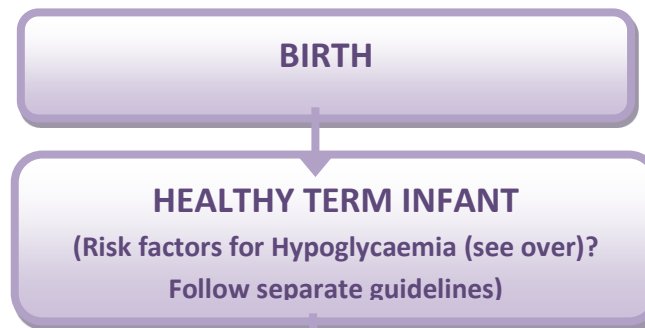 BIRTH
HEALTHY TERM INFANT
(Risk factors for Hypoglycaemia (see over)?
Follow separate guidelines)